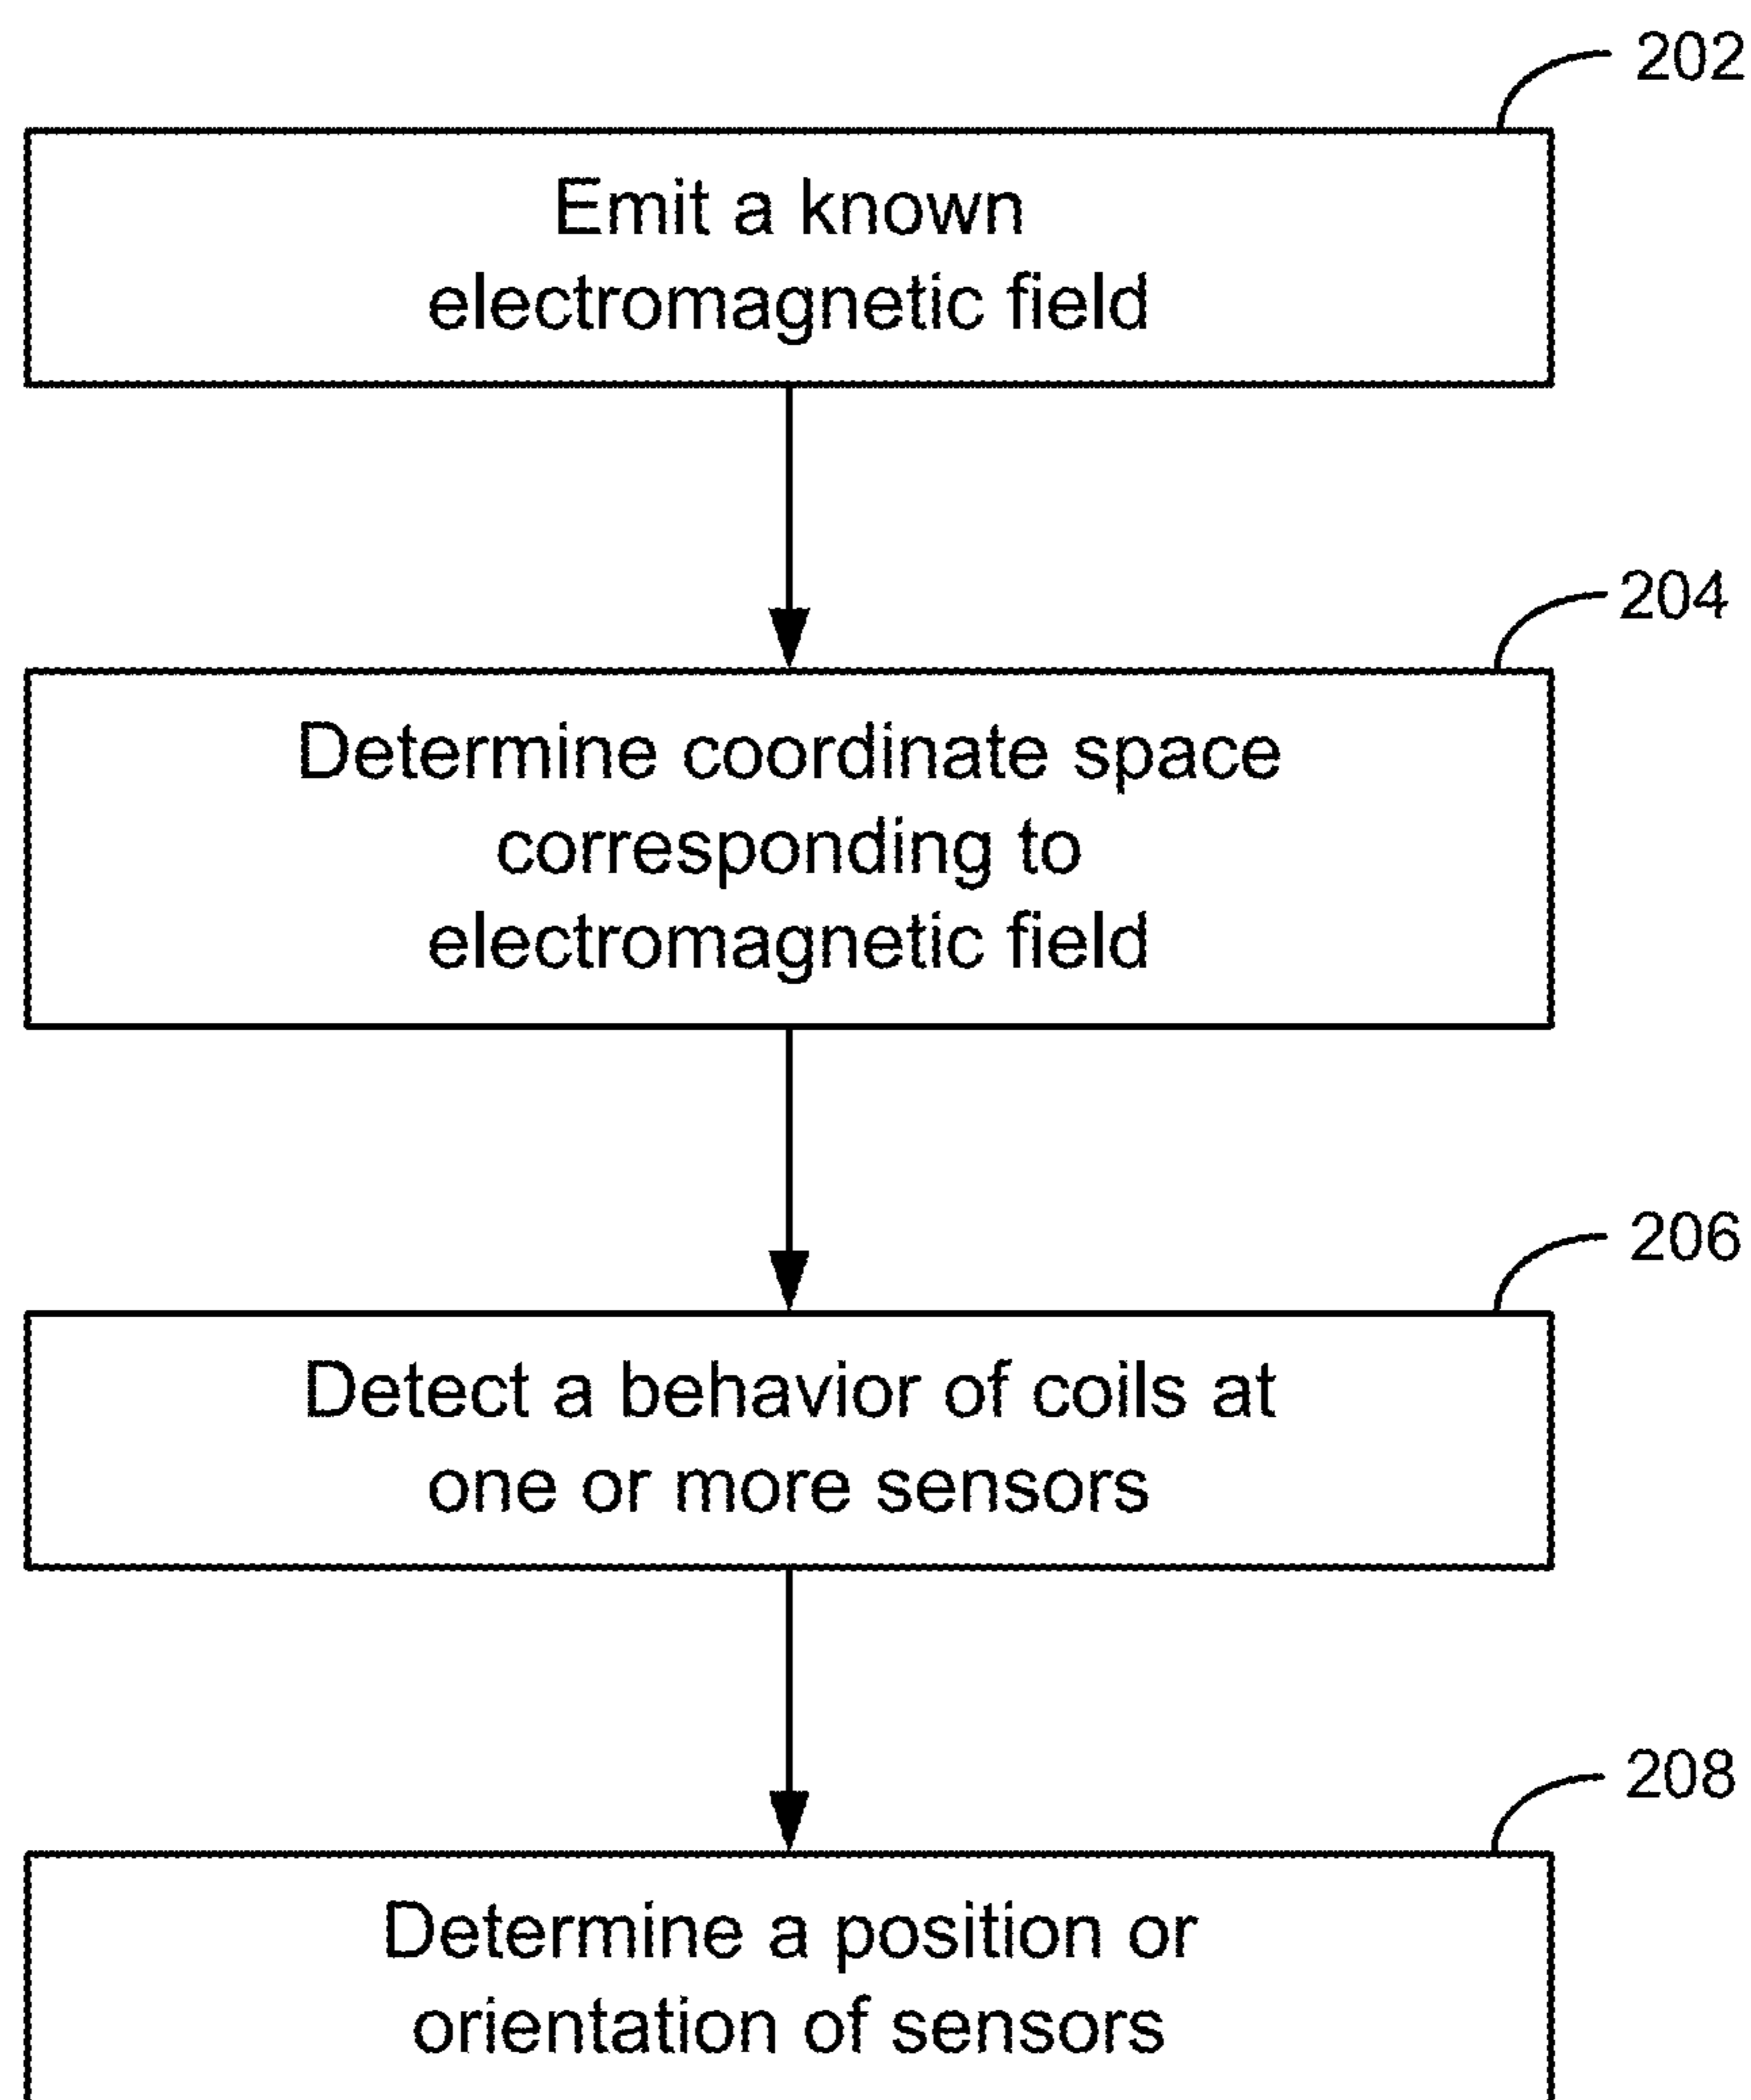 202
Emit a known
electromagnetic field
204
Determine coordinate space
corresponding to
electromagnetic field
206
Detect a behavior of coils at
one or more sensors
208
Determine a position or
orientation of sensors